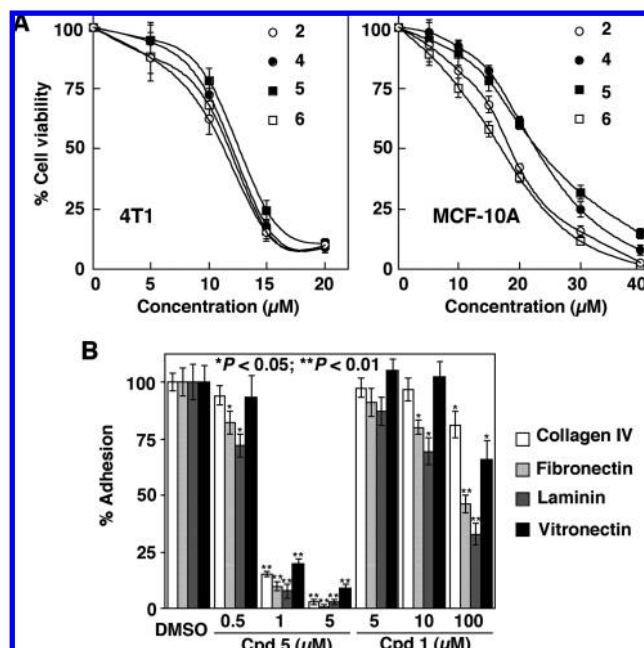 A
100
75
50
25
0
% Cell viability
2
4
5
6
4T1
0 5 10 15 20
Concentration (µM)
100
75
50
25
0
2
4
5
6
MCF-10A
0 10 20 30 40
Concentration (µM)
B
*P < 0.05; **P < 0.01
100
75
50
25
0
% Adhesion
* * ** ** ** ** ** ** ** ** * * * ** ** *
DMSO 0.5 1 5 5 10 100
Cpd 5 (µM) Cpd 1 (µM)
Collagen IV
Fibronectin
Laminin
Vitronectin